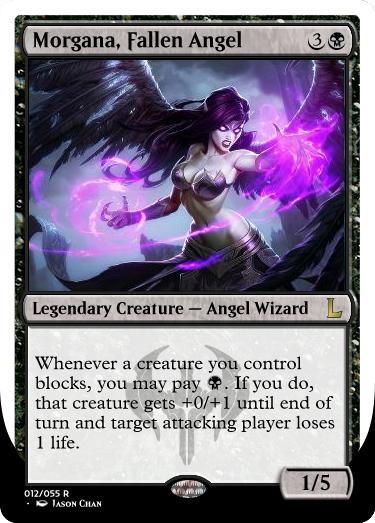 Morgana, Fallen Angel 3
Legendary Creature — Angel Wizard L
Whenever a creature you control
blocks, you may pay . If you do,
that creature gets +0/+1 until end of
turn and target attacking player loses
1 life.
1/5
012/055 R
· Jason Chan